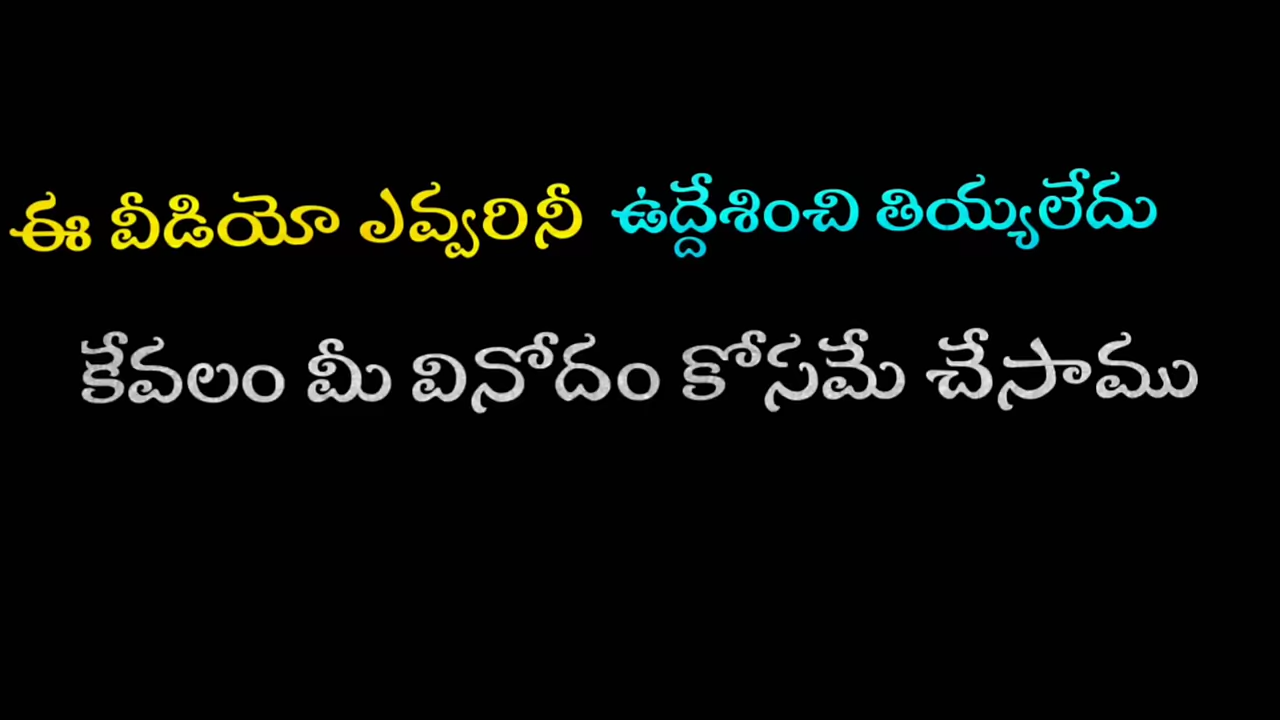 ఈ వీడియో ఎవ్వరినీ ఉద్దేశించి తియ్యలేదు
కేవలం మీ వినోదం కోసమే చేసాము